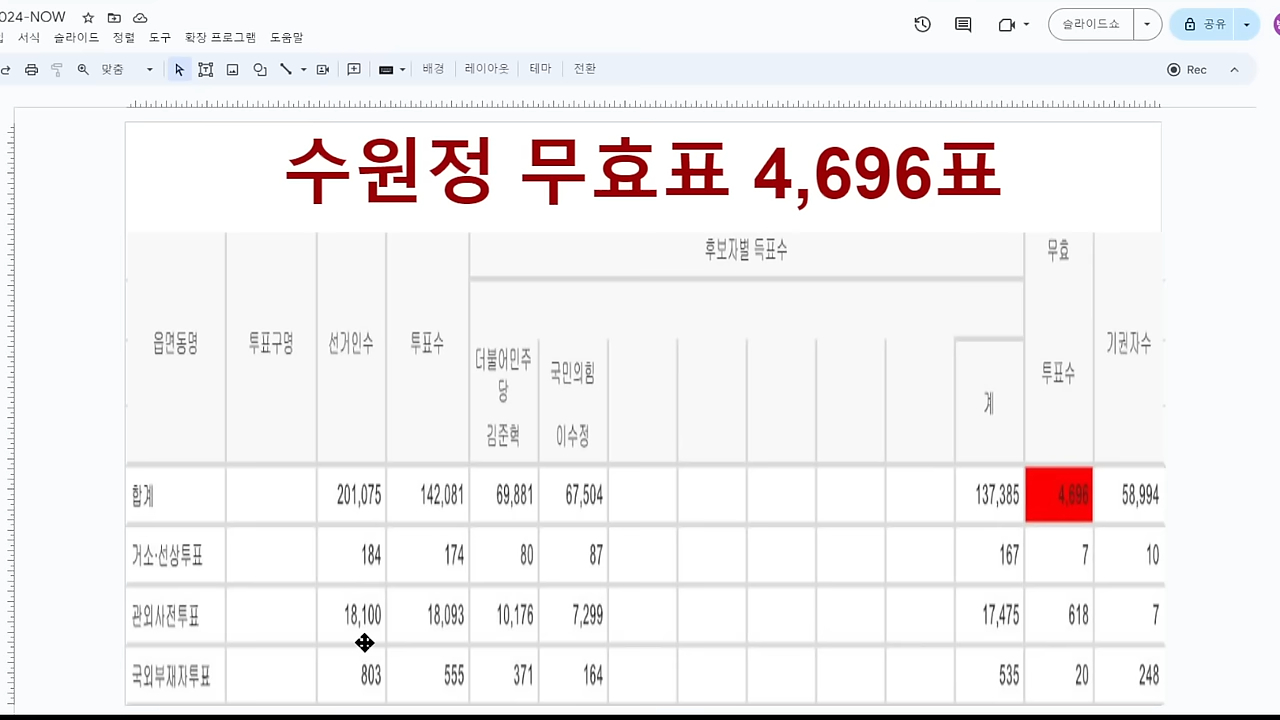 024-NOW
서식 슬라이드 정렬 도구 확장 프로그램 도움말
슬라이드쇼
공유
맞춤
배경 레이아웃 테마 전환
Rec
수원정 무효표 4,696표
후보자별 득표수
무효
투표수
읍면동명 투표구명 선거인수 투표수
더불어민주
당
김준혁
국민의힘
이수정
계
기권자수
합계 201,075 142,081 69,881 67,504 137,385 4,696 58,994
거소·선상투표 184 174 80 87 167 7 10
관외사전투표 18,100 18,093 10,176 7,299 17,475 618 7
국외부재자투표 803 555 371 164 535 20 248